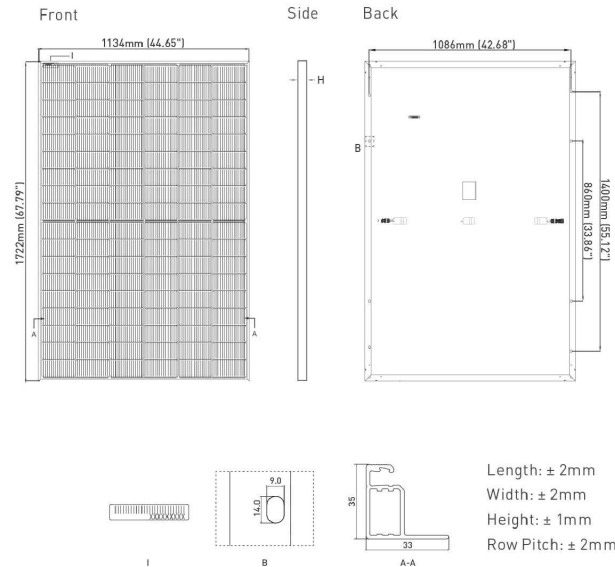 Front
Side
Back
1134mm (44.65")
1086mm (42.68")
I
H
B
1722mm (67.79")
860mm (33.86")
1400mm (55.12")
A
A
9.0
14.0
35
33
I
B
A-A
Length: ± 2mm
Width: ± 2mm
Height: ± 1mm
Row Pitch: ± 2mm